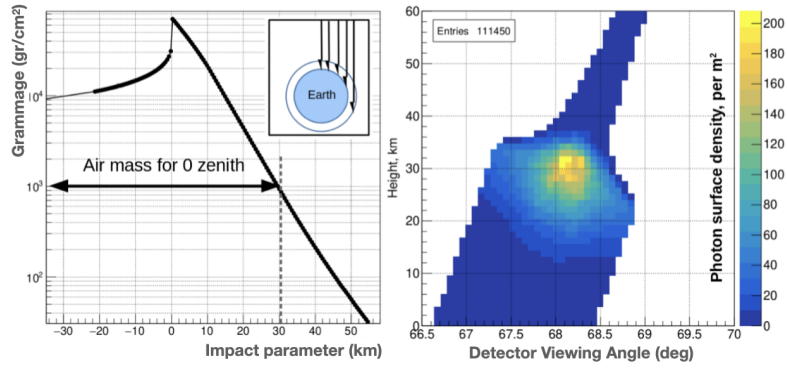 Grammage (gr/cm²)
10⁴
10³
10²
Air mass for 0 zenith
Earth
−30 −20 −10 0 10 20 30 40 50
Impact parameter (km)
Height, km
60
50
40
30
20
10
0
Entries 111450
66.5 67 67.5 68 68.5 69 69.5 70
Detector Viewing Angle (deg)
Photon surface density, per m²
200
180
160
140
120
100
80
60
40
20
0